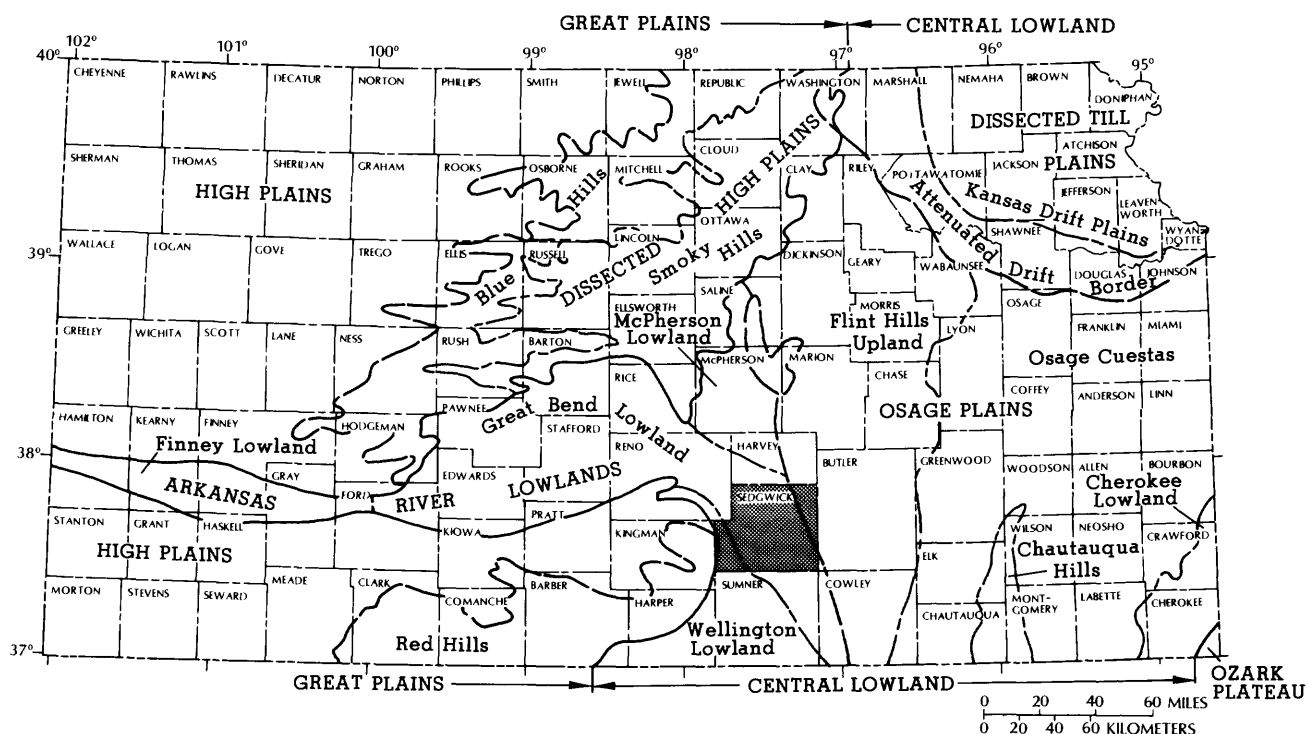 GREAT PLAINS CENTRAL LOWLAND
40° 102° 101° 100° 99° 98° 97° 96° 95°
CHEYENNE RAWLINS DECATUR NORTON PHILLIPS SMITH JEWELL REPUBLIC WASHINGTON MARSHALL NEMAHA BROWN
DONIPHAN
DISSECTED TILL
PLAINS
ATCHISON
CLOUD
SHERMAN THOMAS SHERIDAN GRAHAM ROOKS OSBORNE MITCHELL CLAY RILEY POTTAWATOMIE JACKSON
HIGH PLAINS
Blue Hills
DISSECTED HIGH PLAINS
Smoky Hills
JEFFERSON
LEAVEN-
WORTH
WYAN-
DOTTE
Kansas Drift Plains
Attenuated Drift Border
OTTAWA
LINCOLN
SHAWNEE
39°
WALLACE LOGAN GOVE TREGO ELLIS RUSSELL DICKINSON GEARY WABAUNSEE DOUGLAS JOHNSON
SALINE
ELLSWORTH
MORRIS
OSAGE
McPherson
Lowland
Flint Hills
Upland
LYON
FRANKLIN MIAMI
Osage Cuestas
GREELEY WICHITA SCOTT LANE NESS RUSH BARTON
McPHERSON MARION
RICE
CHASE
COFFEY
ANDERSON LINN
PAWNEE
Great Bend Lowland
OSAGE PLAINS
HAMILTON KEARNY FINNEY HODGEMAN STAFFORD RENO HARVEY
Finney Lowland
38°
GRAY
EDWARDS
BUTLER GREENWOOD WOODSON ALLEN BOURBON
Cherokee
Lowland
ARKANSAS RIVER LOWLANDS
FORD
SEDGWICK
STANTON GRANT HASKELL
PRATT
KIOWA
KINGMAN
WILSON NEOSHO
CRAWFORD
HIGH PLAINS
Chautauqua
Hills
ELK
MEADE CLARK BARBER SUMNER COWLEY
MORTON STEVENS SEWARD
COMANCHE
HARPER
CHAUTAUQUA
MONT-
GOMERY
LABETTE
CHEROKEE
Red Hills
Wellington
Lowland
37°
GREAT PLAINS CENTRAL LOWLAND
OZARK
PLATEAU
0 20 40 60 MILES
0 20 40 60 KILOMETERS